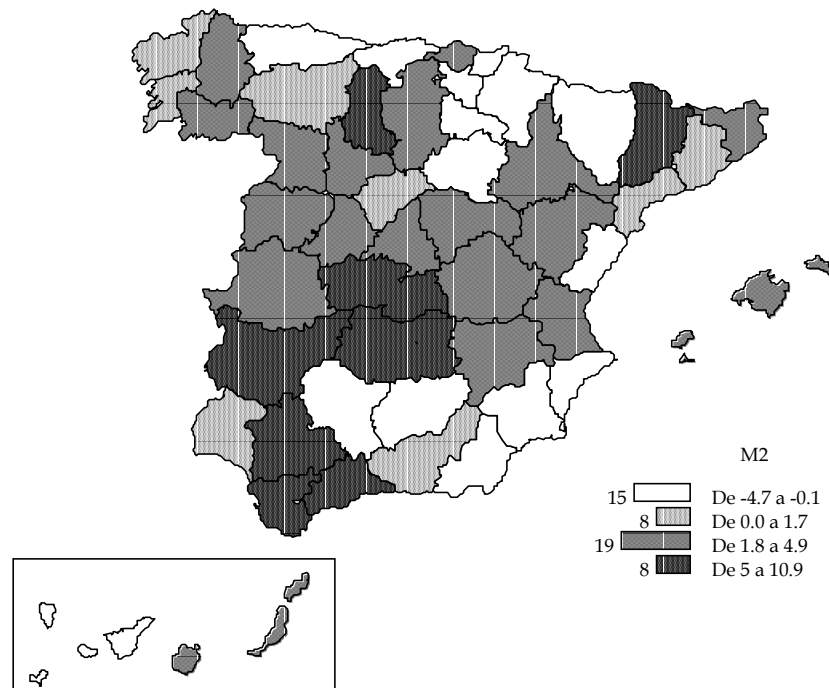 M2
15 De -4.7 a -0.1
8 De 0.0 a 1.7
19 De 1.8 a 4.9
8 De 5 a 10.9